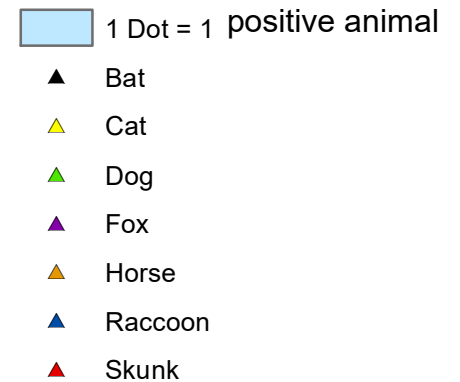 1 Dot = 1 positive animal
Bat
Cat
Dog
Fox
Horse
Raccoon
Skunk